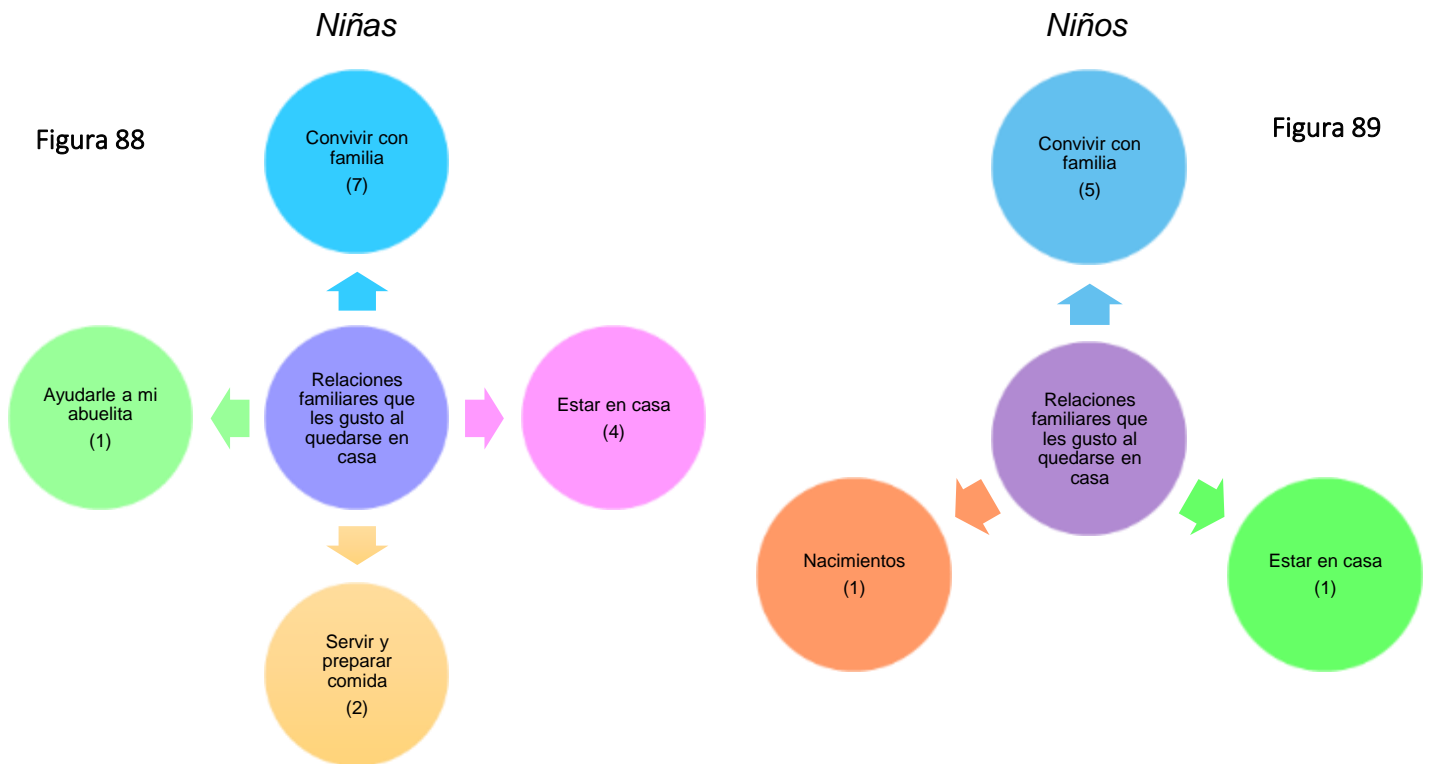 Niñas
Figura 88
Convivir con
familia
(7)
Ayudarle a mi
abuelita
(1)
Relaciones
familiares que
les gusto al
quedarse en
casa
Estar en casa
(4)
Servir y
preparar
comida
(2)
Niños
Figura 89
Convivir con
familia
(5)
Relaciones
familiares que
les gusto al
quedarse en
casa
Nacimientos
(1)
Estar en casa
(1)